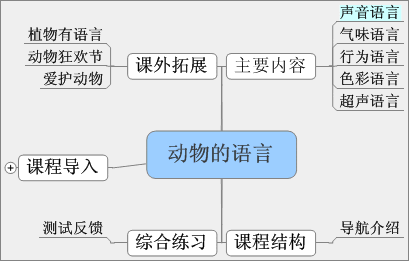 声音语言
植物有语言
气味语言
动物狂欢节
课外拓展
主要内容
行为语言
爱护动物
色彩语言
超声语言
动物的语言
课程导入
测试反馈
综合练习
课程结构
导航介绍